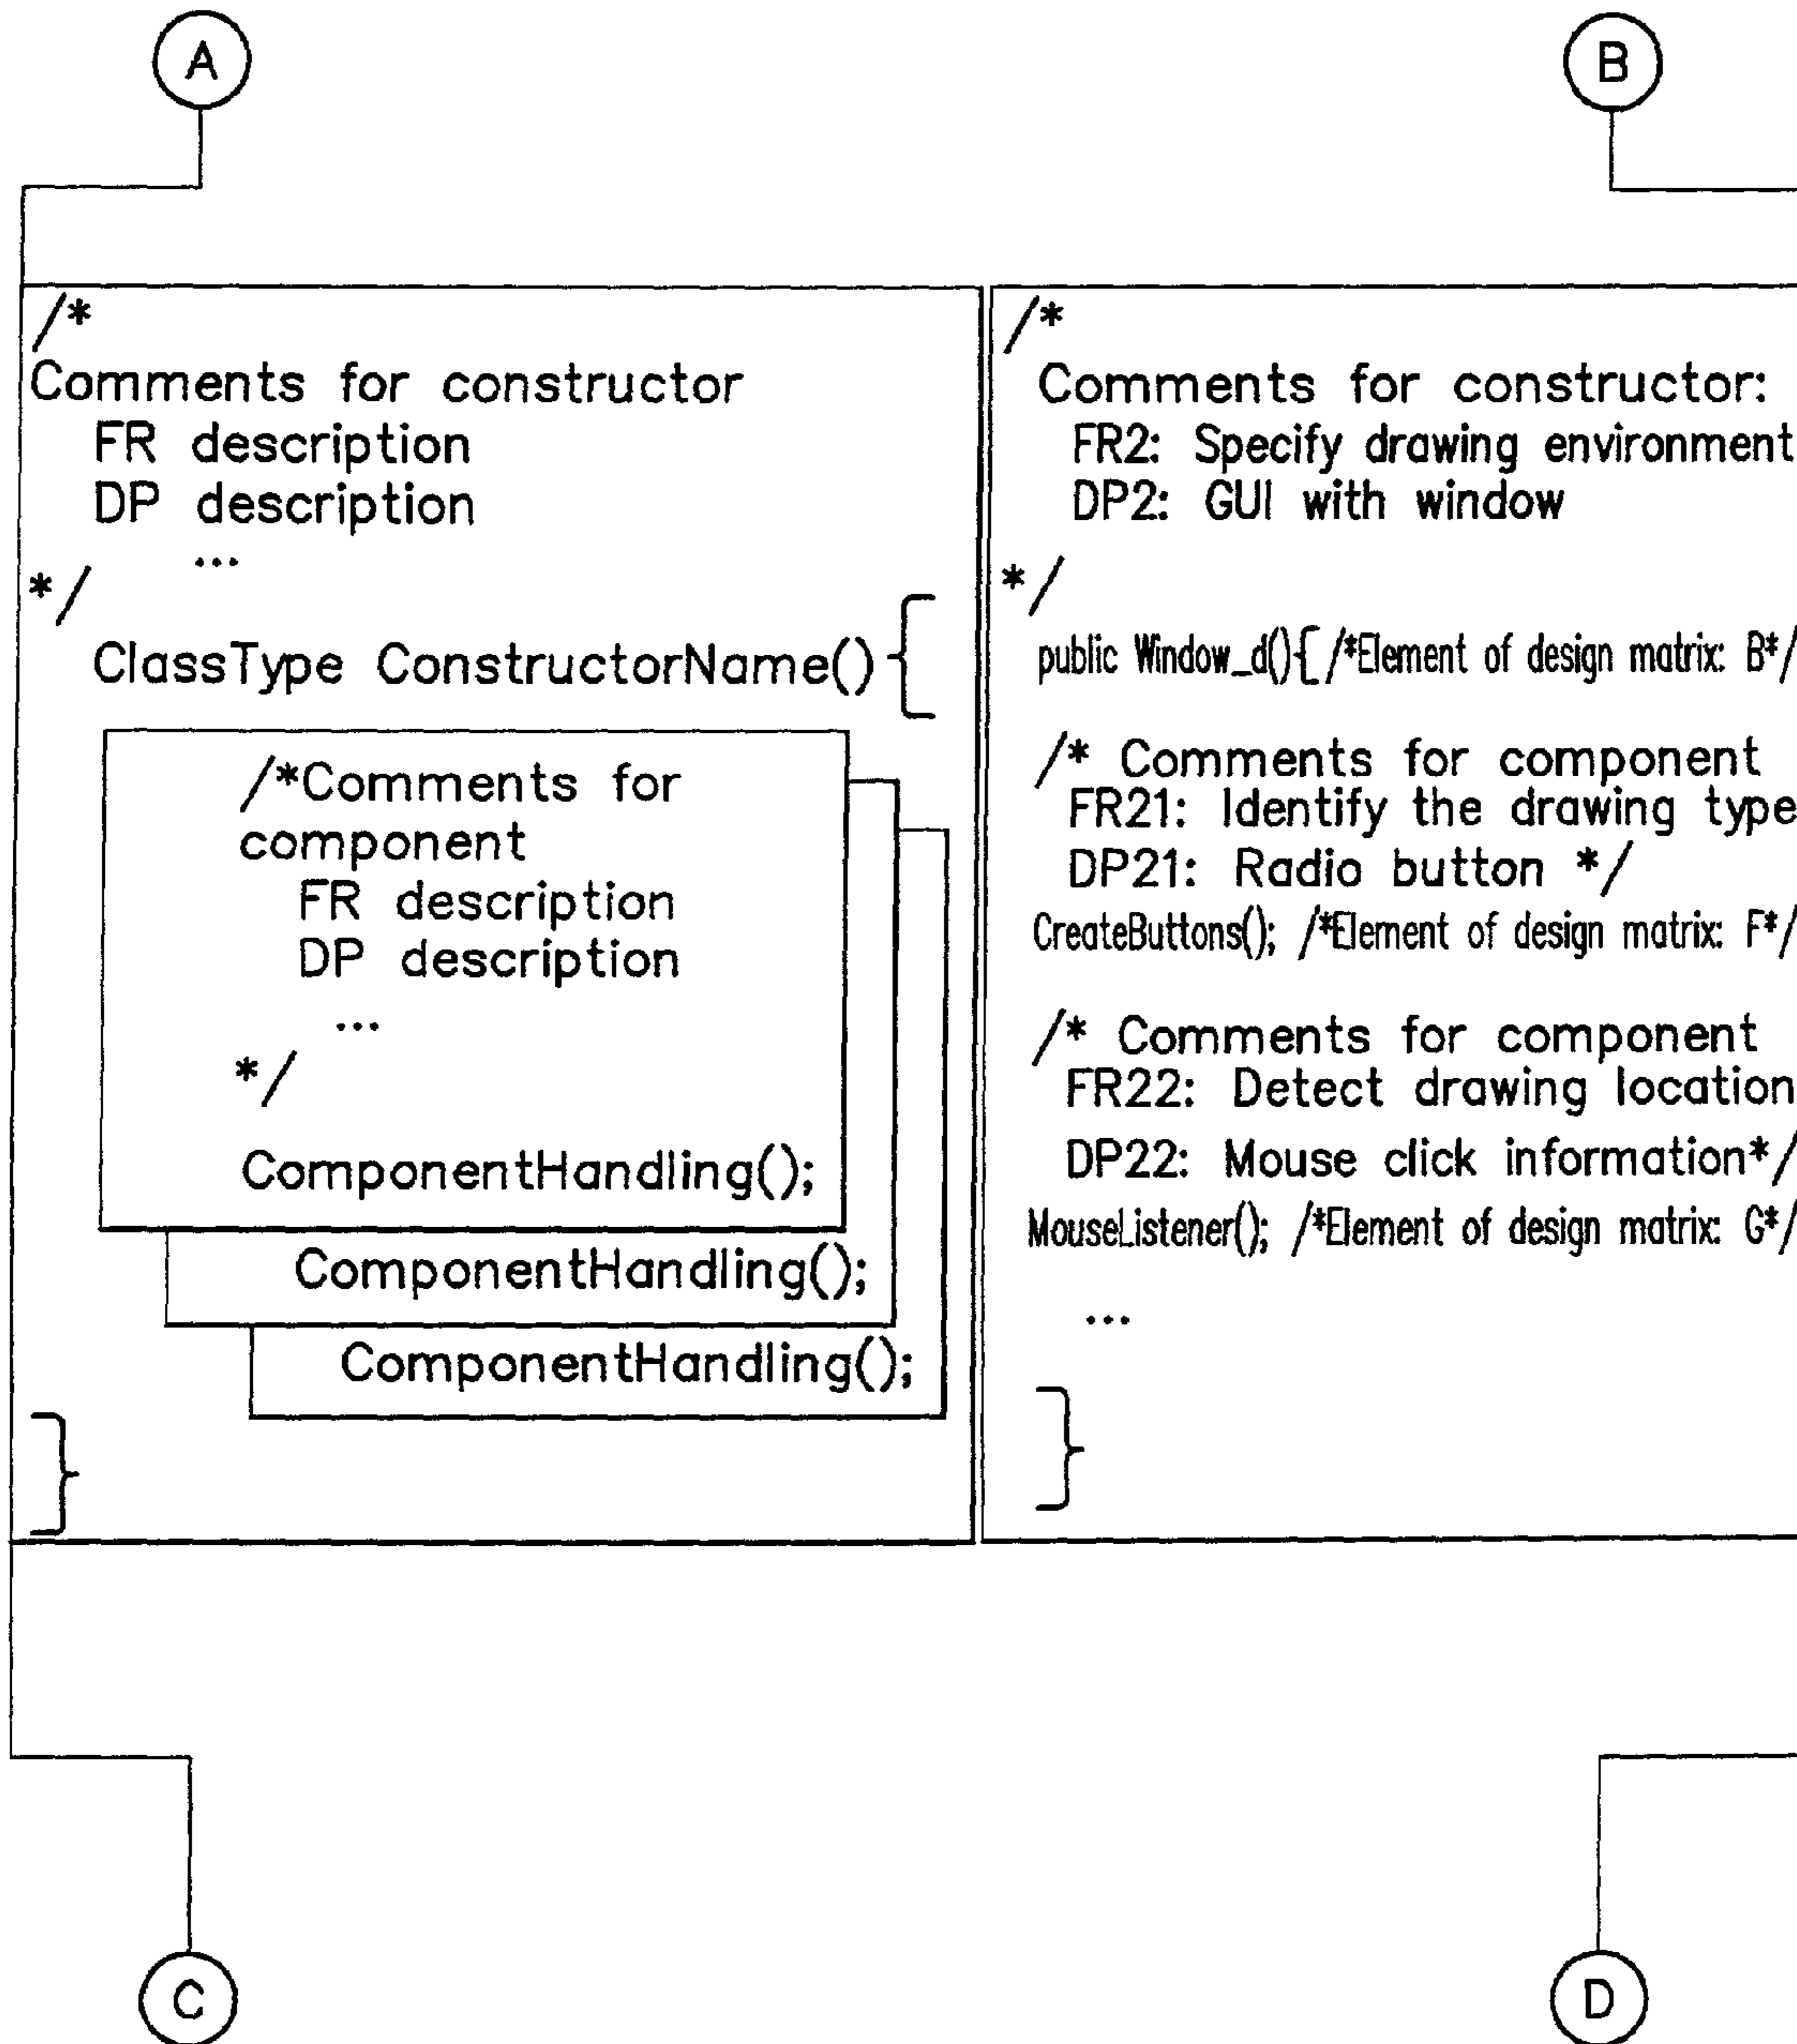 A
B
/*
Comments for constructor
FR description
DP description
...
*/
ClassType ConstructorName() {
/*Comments for
component
FR description
DP description
...
*/
ComponentHandling();
ComponentHandling();
ComponentHandling();
}
/*
Comments for constructor:
FR2: Specify drawing environment
DP2: GUI with window
*/
public Window_d(){ /*Element of design matrix: B*/
/* Comments for component
FR21: Identify the drawing type
DP21: Radio button */
CreateButtons(); /*Element of design matrix: F*/
/* Comments for component
FR22: Detect drawing location
DP22: Mouse click information*/
MouseListener(); /*Element of design matrix: G*/
...
}
C
D